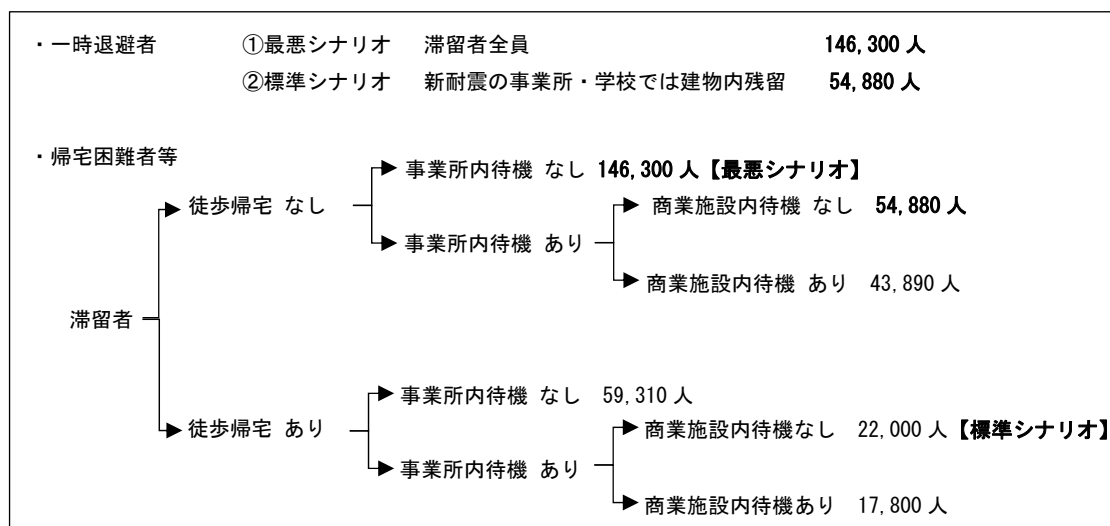 ・一時退避者 ①最悪シナリオ 滞留者全員 146,300 人
②標準シナリオ 新耐震の事業所・学校では建物内残留 54,880 人
・帰宅困難者等
事業所内待機 なし 146,300 人【最悪シナリオ】
徒歩帰宅 なし
商業施設内待機 なし 54,880 人
事業所内待機 あり
商業施設内待機 あり 43,890 人
滞留者
事業所内待機 なし 59,310 人
徒歩帰宅 あり
商業施設内待機なし 22,000 人【標準シナリオ】
事業所内待機 あり
商業施設内待機あり 17,800 人